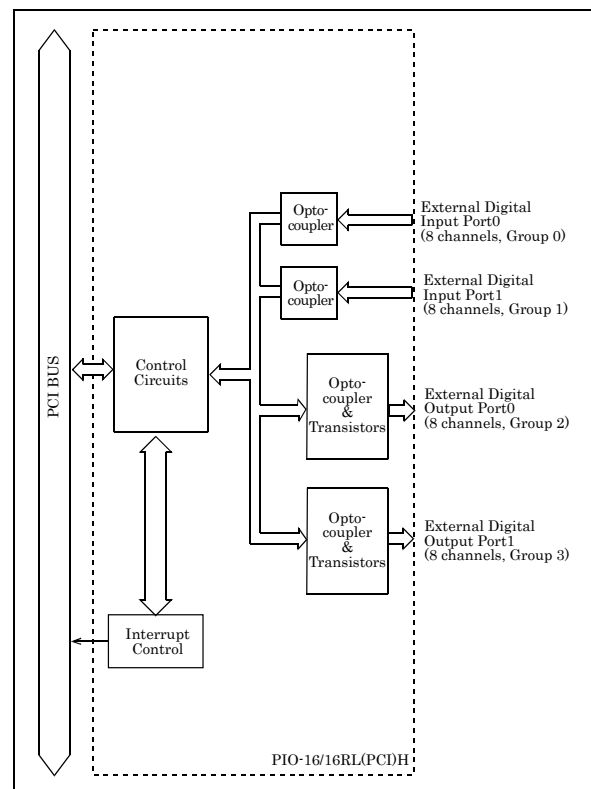 Opto-
coupler
External Digital
Input Port0
(8 channels, Group 0)
Opto-
coupler
External Digital
Input Port1
(8 channels, Group 1)
PCI BUS
Control
Circuits
Opto-
coupler
&
Transistors
External Digital
Output Port0
(8 channels, Group 2)
Opto-
coupler
&
Transistors
External Digital
Output Port1
(8 channels, Group 3)
Interrupt
Control
PIO-16/16RL(PCI)H